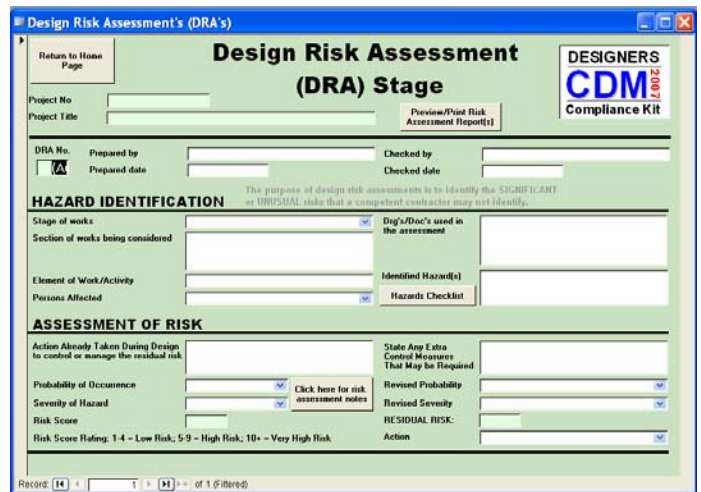 Design Risk Assessment's (DRA's)
Return to Home
Page
Design Risk Assessment
(DRA) Stage
DESIGNERS
CDM 2007
Compliance Kit
Project No
Project Title
Preview/Print Risk
Assessment Report(s)
DRA No.
Prepared by
Checked by
(A
Prepared date
Checked date
The purpose of design risk assessments is to identify the SIGNIFICANT
or UNUSUAL risks that a competent contractor may not identify.
HAZARD IDENTIFICATION
Stage of works
Drg's/Doc's used in
the assessment
Section of works being considered
Element of Work/Activity
Identified Hazard(s)
Persons Affected
Hazards Checklist
ASSESSMENT OF RISK
Action Already Taken During Design
to control or manage the residual risk
State Any Extra
Control Measures
That May be Required
Probability of Occurence
Click here for risk
assessment notes
Revised Probability
Severity of Hazard
Revised Severity
Risk Score
RESIDUAL RISK:
Risk Score Rating: 1-4 = Low Risk; 5-9 = High Risk; 10+ = Very High Risk
Action
Record: 1 of 1 (Filtered)